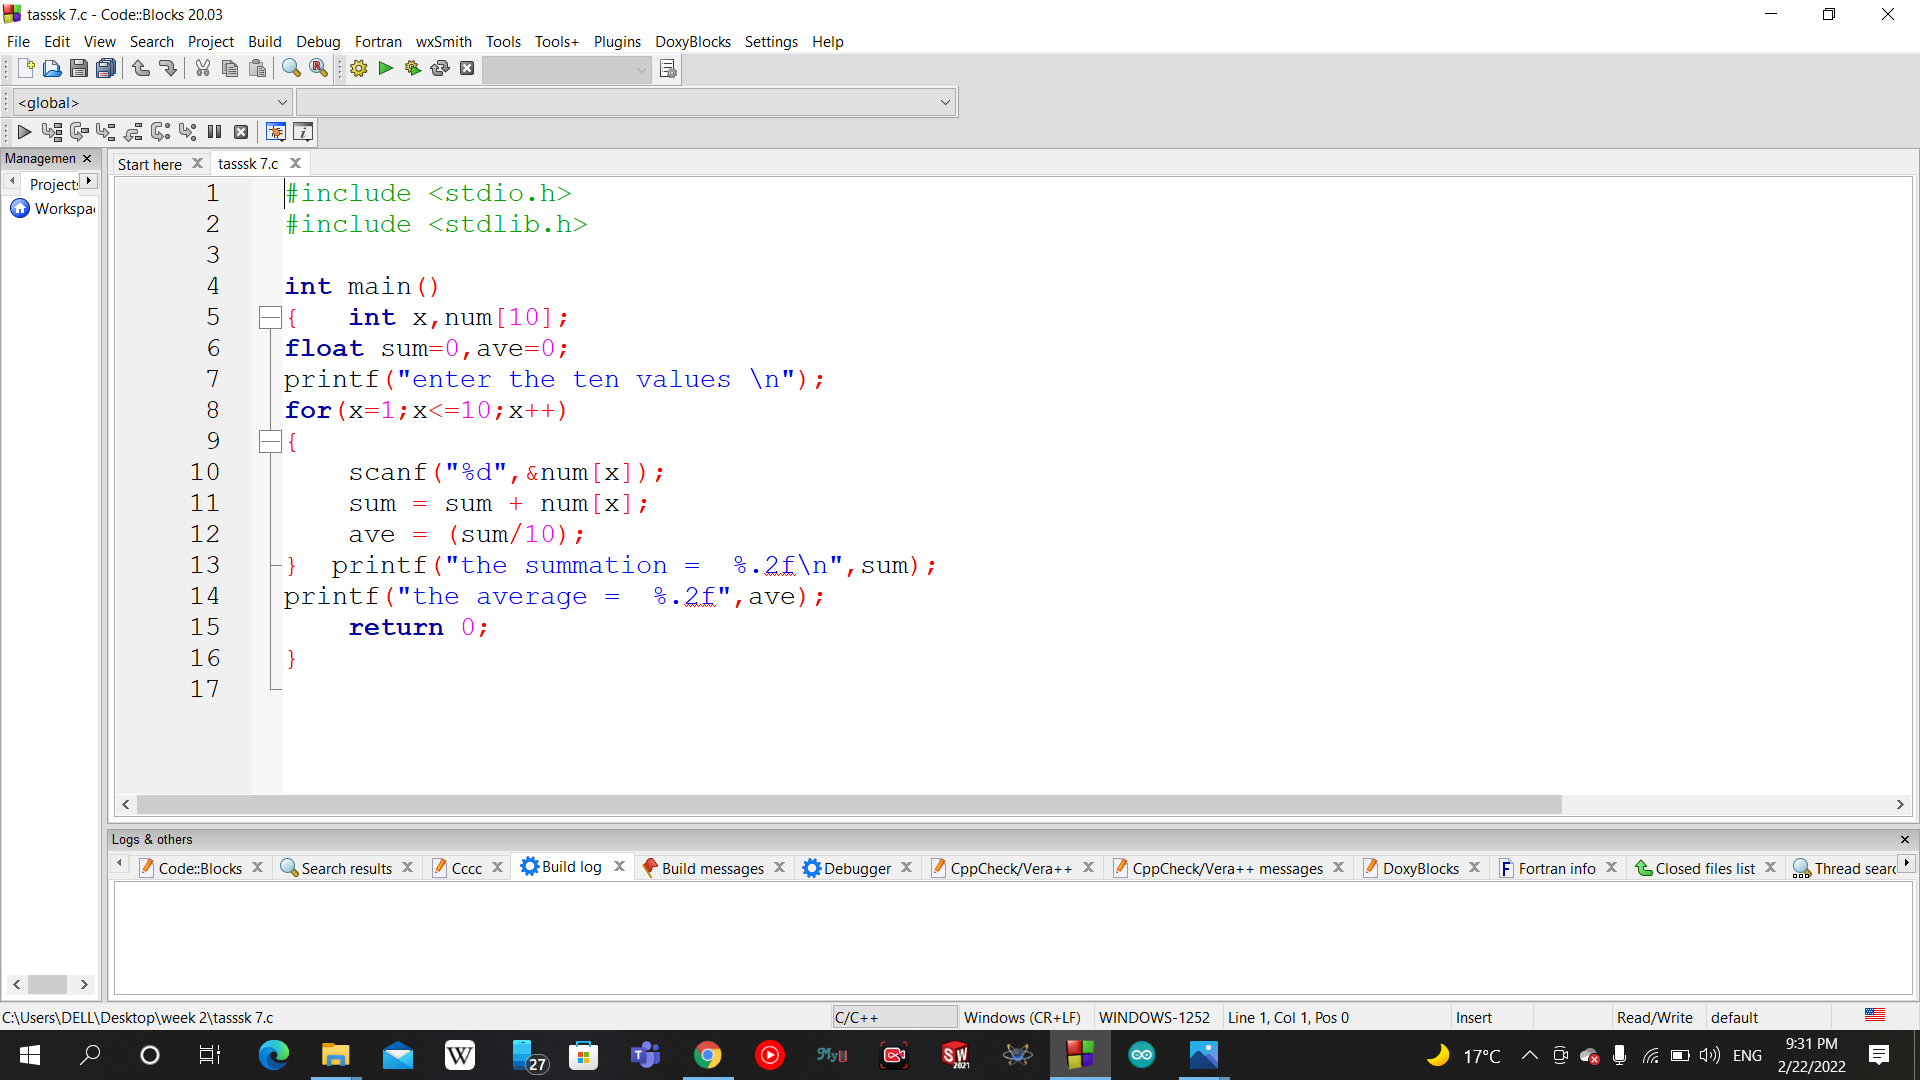 tasssk 7.c - Code::Blocks 20.03
File Edit View Search Project Build Debug Fortran wxSmith Tools Tools+ Plugins DoxyBlocks Settings Help
<global>
Managemen
Start here tasssk 7.c
Projects
Workspa
1 #include <stdio.h>
2 #include <stdlib.h>
3
4 int main()
5 { int x,num[10];
6 float sum=0,ave=0;
7 printf("enter the ten values \n");
8 for(x=1;x<=10;x++)
9 {
10 scanf("%d",&num[x]);
11 sum = sum + num[x];
12 ave = (sum/10);
13 } printf("the summation =  %.2f\n",sum);
14 printf("the average =  %.2f",ave);
15 return 0;
16 }
17
Logs & others
Code::Blocks Search results Cccc Build log Build messages Debugger CppCheck/Vera++ CppCheck/Vera++ messages DoxyBlocks Fortran info Closed files list Thread searc
C:\Users\DELL\Desktop\week 2\tasssk 7.c C/C++ Windows (CR+LF) WINDOWS-1252 Line 1, Col 1, Pos 0 Insert Read/Write default
W 27 MyU SW 2021 17°C ENG 9:31 PM
2/22/2022